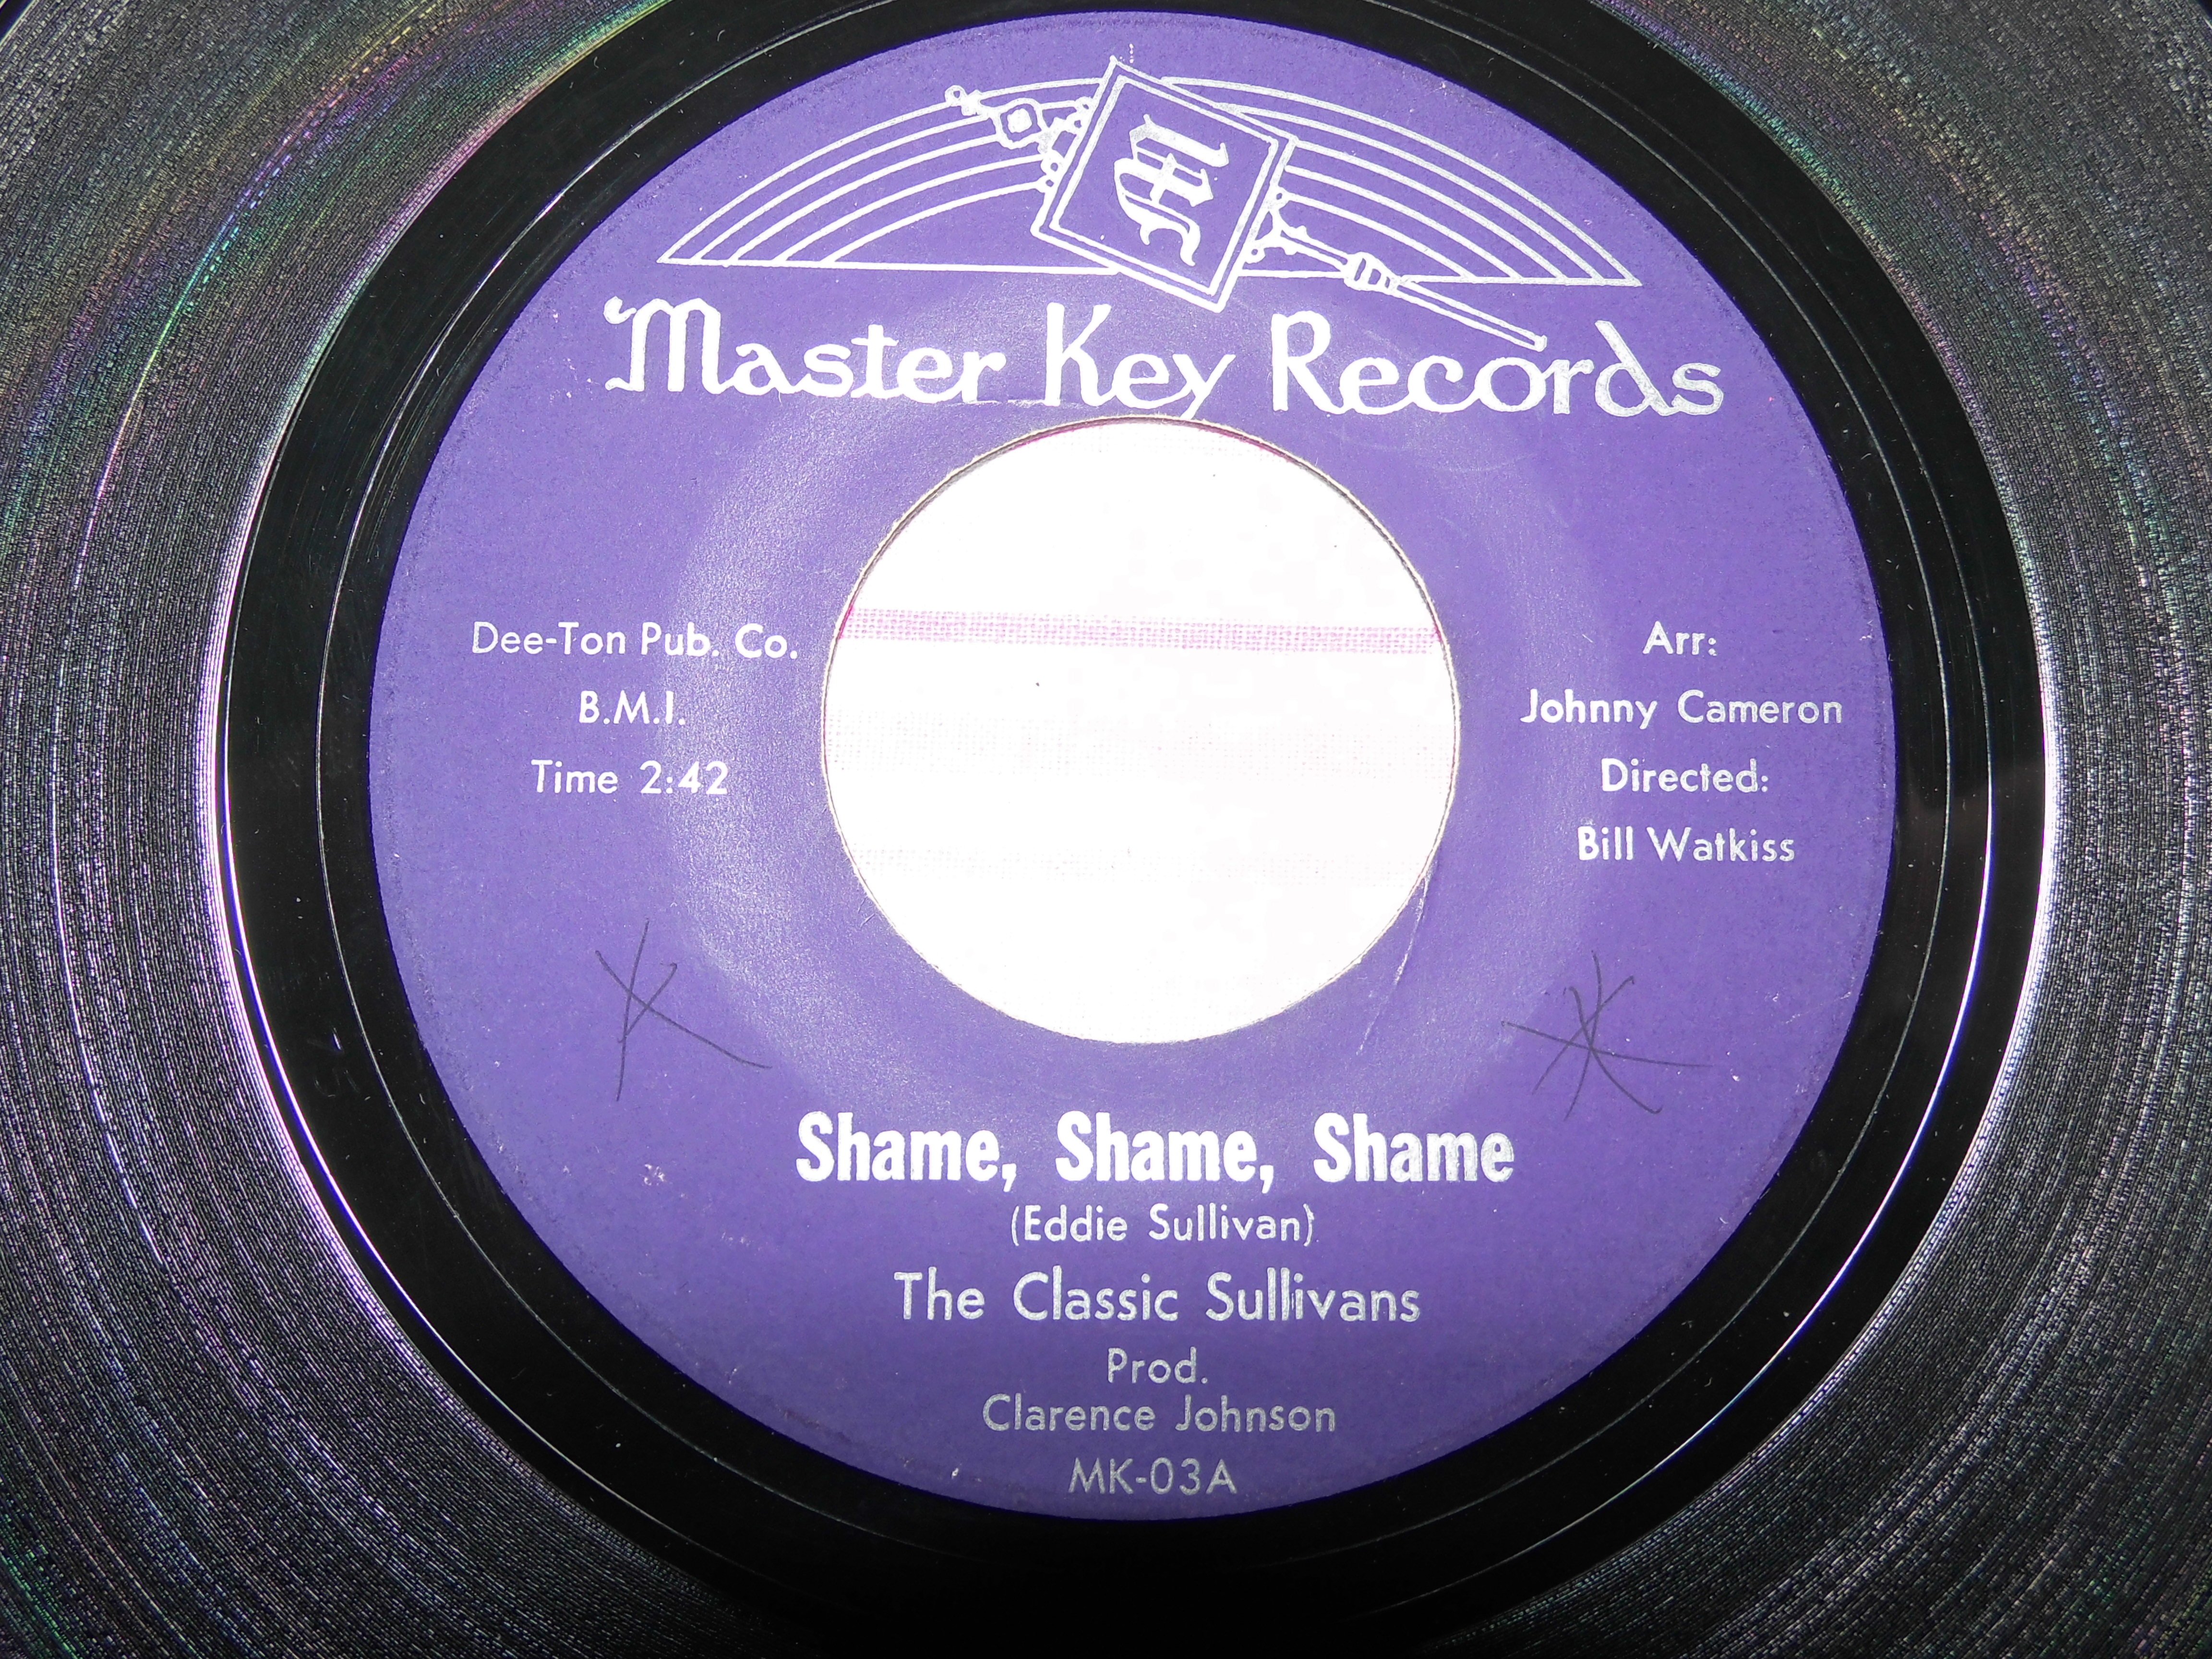 Master Key Records
Dee-Ton Pub. Co.
B.M.I.
Time 2:42
Arr:
Johnny Cameron
Directed:
Bill Watkiss
Shame, Shame, Shame
(Eddie Sullivan)
The Classic Sullivans
Prod.
Clarence Johnson
MK-03A